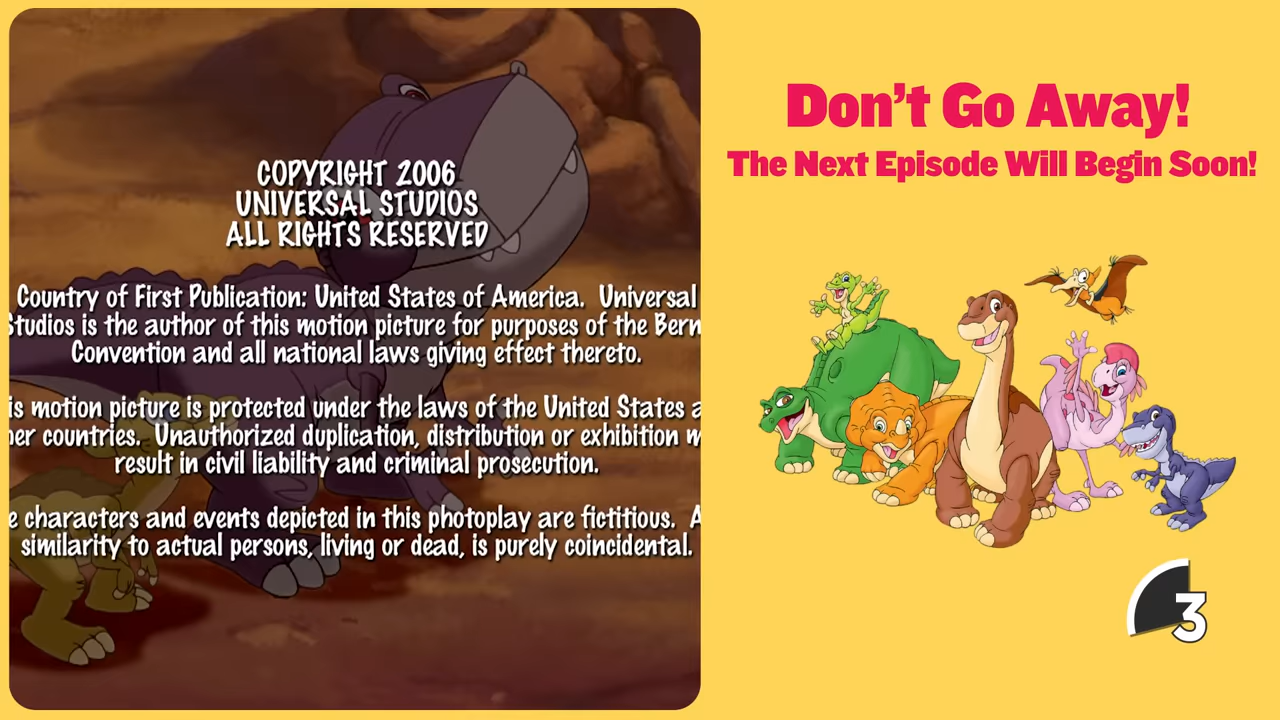 COPYRIGHT 2006
UNIVERSAL STUDIOS
ALL RIGHTS RESERVED
Country of First Publication: United States of America. Universal
Studios is the author of this motion picture for purposes of the Bern
Convention and all national laws giving effect thereto.
is motion picture is protected under the laws of the United States a
her countries. Unauthorized duplication, distribution or exhibition m
result in civil liability and criminal prosecution.
e characters and events depicted in this photoplay are fictitious. A
similarity to actual persons, living or dead, is purely coincidental.
Don't Go Away!
The Next Episode Will Begin Soon!
3